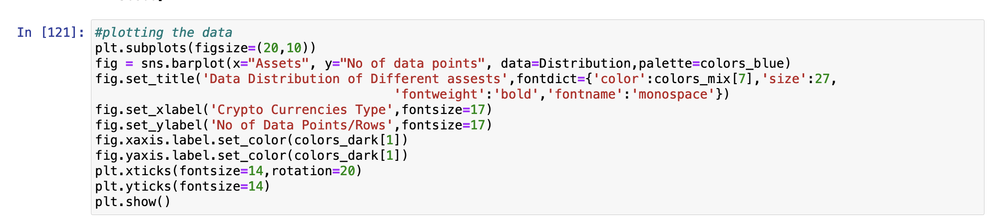 In [121]: #plotting the data
plt.subplots(figsize=(20,10))
fig = sns.barplot(x="Assets", y="No of data points", data=Distribution,palette=colors_blue)
fig.set_title('Data Distribution of Different assests',fontdict={'color':colors_mix[7],'size':27,
'fontweight':'bold','fontname':'monospace'})
fig.set_xlabel('Crypto Currencies Type',fontsize=17)
fig.set_ylabel('No of Data Points/Rows',fontsize=17)
fig.xaxis.label.set_color(colors_dark[1])
fig.yaxis.label.set_color(colors_dark[1])
plt.xticks(fontsize=14,rotation=20)
plt.yticks(fontsize=14)
plt.show()